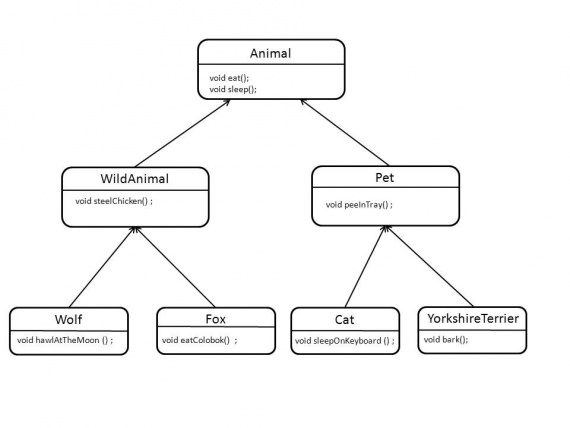 Animal
void eat();
void sleep();
WildAnimal
void steelChicken() ;
Pet
void peeInTray() ;
Wolf
void hawlAtTheMoon () ;
Fox
void eatColobok()  ;
Cat
void sleepOnKeyboard () ;
YorkshireTerrier
void bark();